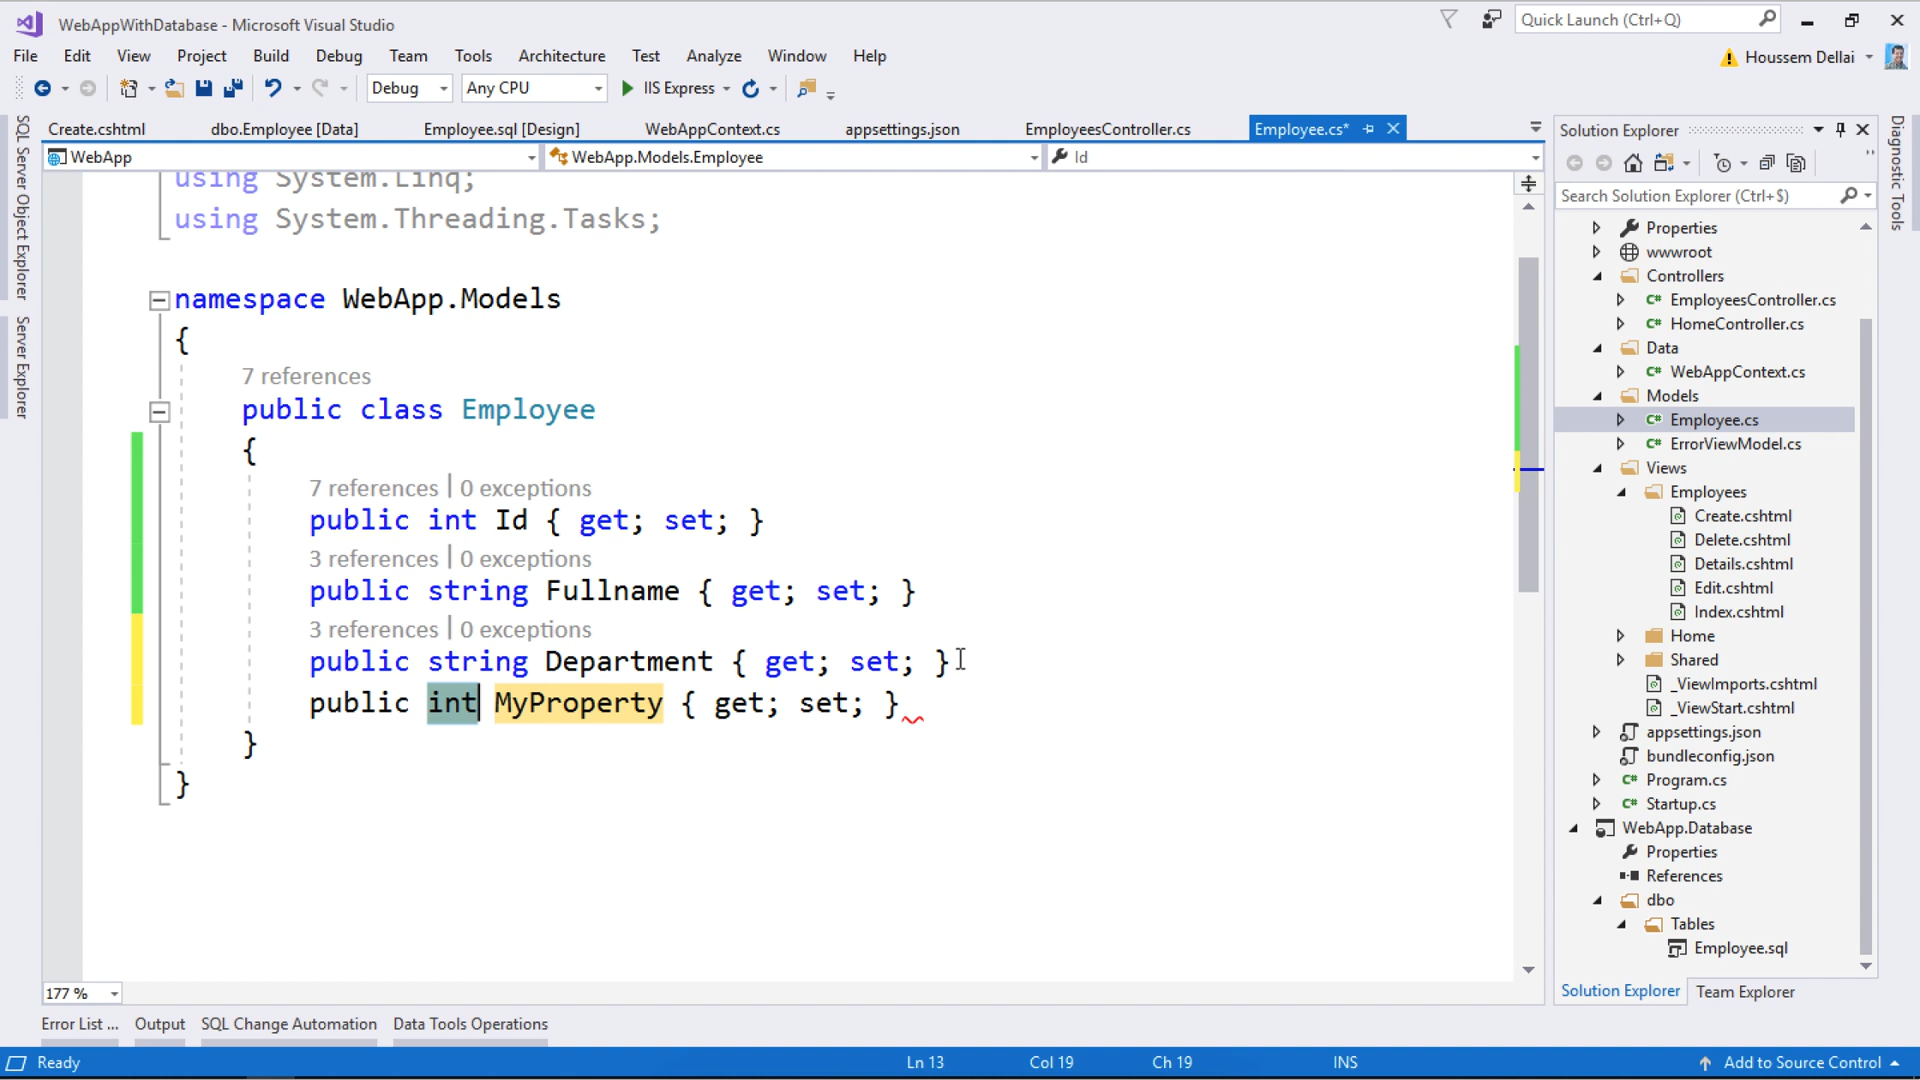 WebAppWithDatabase - Microsoft Visual Studio
Quick Launch (Ctrl+Q)
File Edit View Project Build Debug Team Tools Architecture Test Analyze Window Help
Houssem Dellai
Debug Any CPU IIS Express
Create.cshtml dbo.Employee [Data] Employee.sql [Design] WebAppContext.cs appsettings.json EmployeesController.cs Employee.cs*
WebApp WebApp.Models.Employee Id
SQL Server Object Explorer
Server Explorer
using System.Linq;
using System.Threading.Tasks;
namespace WebApp.Models
{
7 references
public class Employee
{
7 references | 0 exceptions
public int Id { get; set; }
3 references | 0 exceptions
public string Fullname { get; set; }
3 references | 0 exceptions
public string Department { get; set; }
public int MyProperty { get; set; }
}
}
177 %
Solution Explorer
Search Solution Explorer (Ctrl+$)
Properties
wwwroot
Controllers
C# EmployeesController.cs
C# HomeController.cs
Data
C# WebAppContext.cs
Models
C# Employee.cs
C# ErrorViewModel.cs
Views
Employees
Create.cshtml
Delete.cshtml
Details.cshtml
Edit.cshtml
Index.cshtml
Home
Shared
_ViewImports.cshtml
_ViewStart.cshtml
appsettings.json
bundleconfig.json
C# Program.cs
C# Startup.cs
WebApp.Database
Properties
References
dbo
Tables
Employee.sql
Solution Explorer Team Explorer
Diagnostic Tools
Error List ... Output SQL Change Automation Data Tools Operations
Ready Ln 13 Col 19 Ch 19 INS Add to Source Control